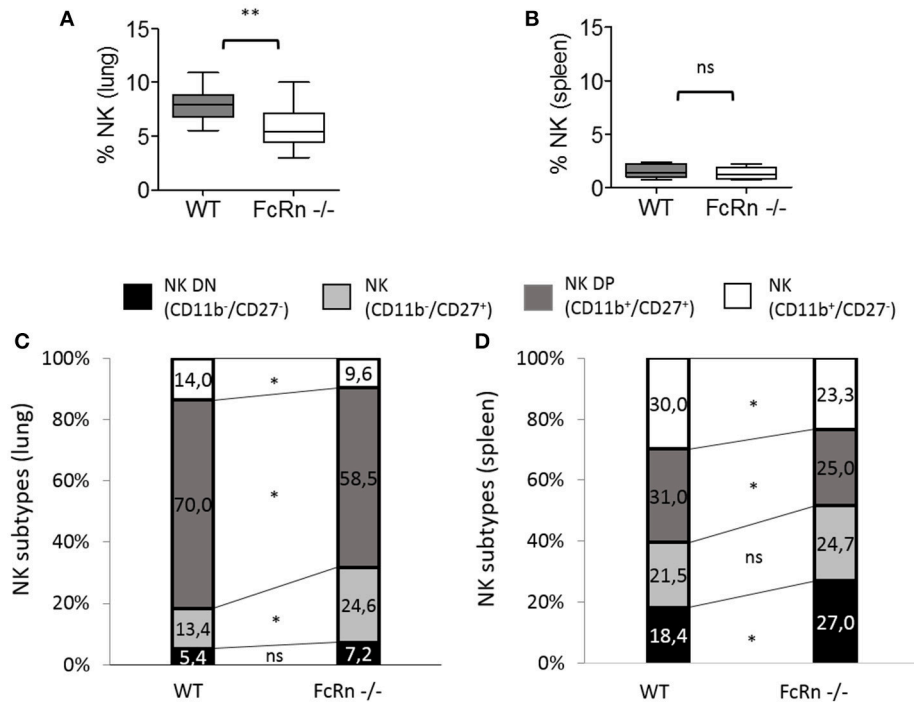 A
**
% NK (lung)
15
10
5
0
WT
FcRn -/-
B
ns
% NK (spleen)
15
10
5
0
WT
FcRn -/-
NK DN
(CD11b⁻/CD27⁻)
NK
(CD11b⁻/CD27⁺)
NK DP
(CD11b⁺/CD27⁺)
NK
(CD11b⁺/CD27⁻)
C
NK subtypes (lung)
100%
80%
60%
40%
20%
0%
14,0
*
9,6
70,0
*
58,5
13,4
*
24,6
5,4
ns
7,2
WT
FcRn -/-
D
NK subtypes (spleen)
100%
80%
60%
40%
20%
0%
30,0
*
23,3
31,0
*
25,0
21,5
ns
24,7
18,4
*
27,0
WT
FcRn -/-